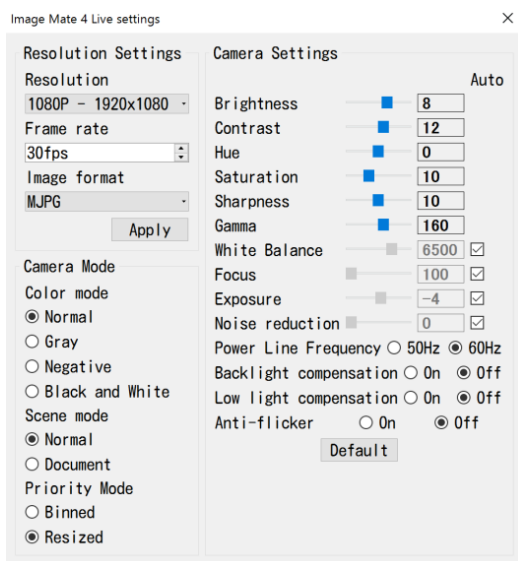 Image Mate 4 Live settings
Resolution Settings
Resolution
1080P - 1920x1080
Frame rate
30fps
Image format
MJPG
Apply
Camera Mode
Color mode
Normal
Gray
Negative
Black and White
Scene mode
Normal
Document
Priority Mode
Binned
Resized
Camera Settings
Auto
Brightness 8
Contrast 12
Hue 0
Saturation 10
Sharpness 10
Gamma 160
White Balance 6500
Focus 100
Exposure -4
Noise reduction 0
Power Line Frequency 50Hz 60Hz
Backlight compensation On Off
Low light compensation On Off
Anti-flicker On Off
Default